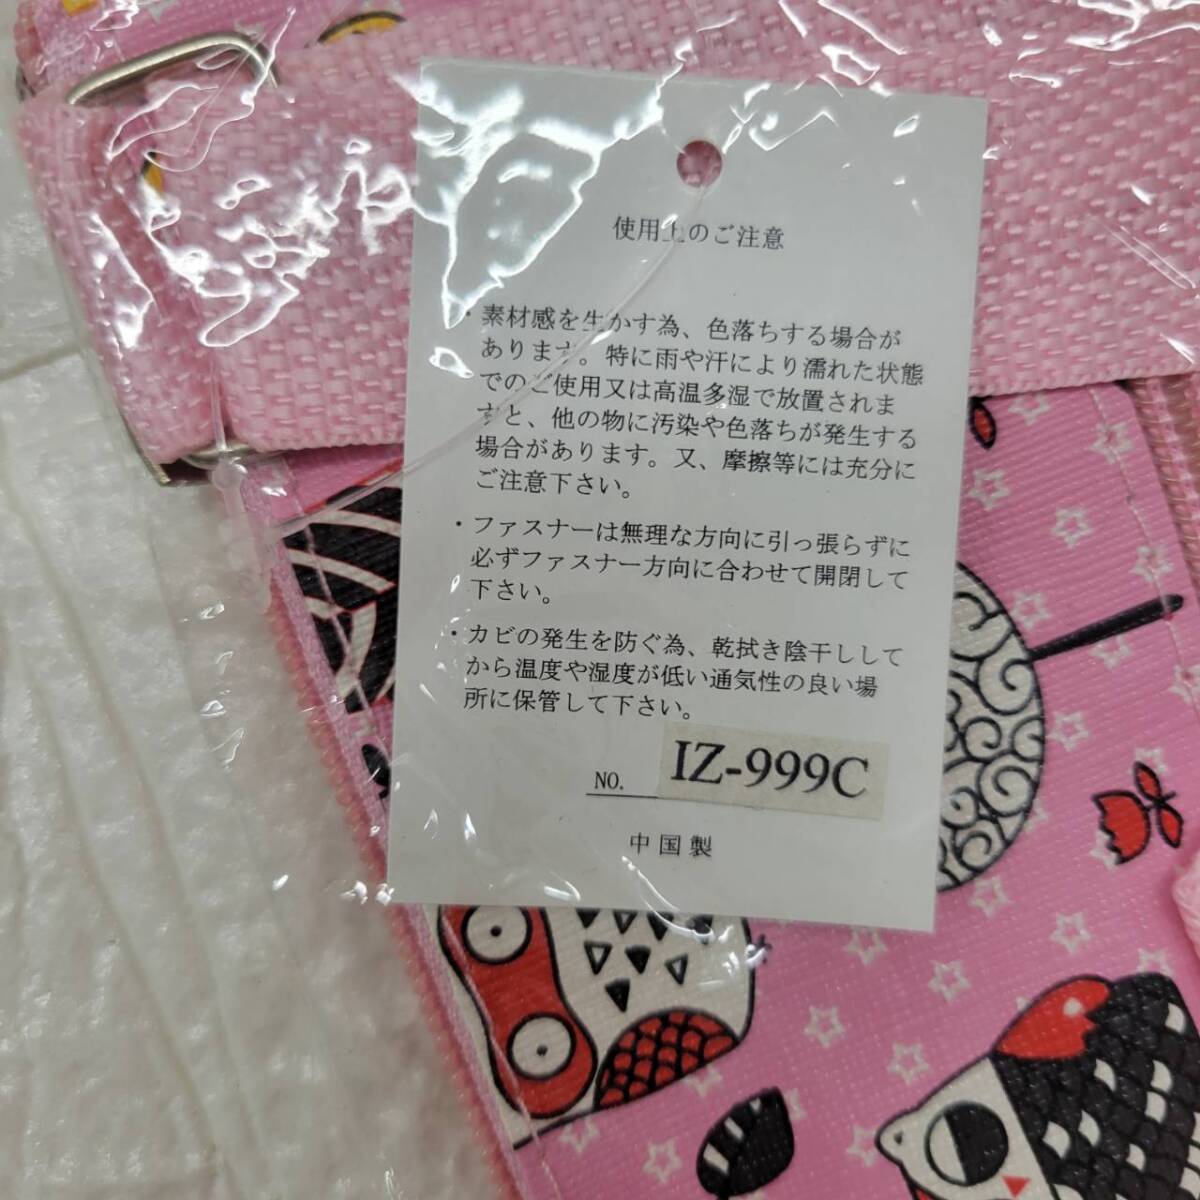 使用上のご注意
・素材感を生かす為、色落ちする場合が
あります。特に雨や汗により濡れた状態
でのご使用又は高温多湿で放置されま
すと、他の物に汚染や色落ちが発生する
場合があります。又、摩擦等には充分に
ご注意下さい。
・ファスナーは無理な方向に引っ張らずに
必ずファスナー方向に合わせて開閉して
下さい。
・カビの発生を防ぐ為、乾拭き陰干しして
から温度や湿度が低い通気性の良い場
所に保管して下さい。
NO. IZ-999C
中国製